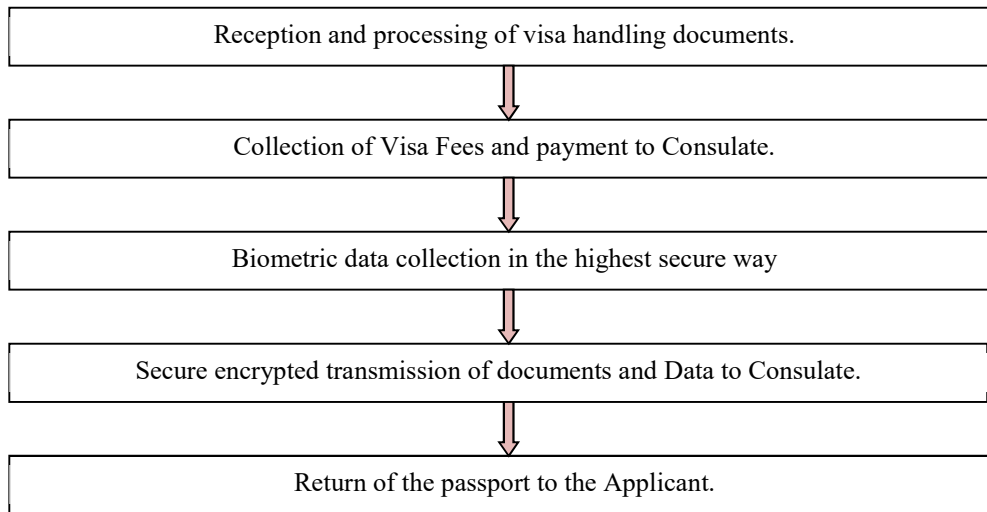 Reception and processing of visa handling documents.
Collection of Visa Fees and payment to Consulate.
Biometric data collection in the highest secure way
Secure encrypted transmission of documents and Data to Consulate.
Return of the passport to the Applicant.